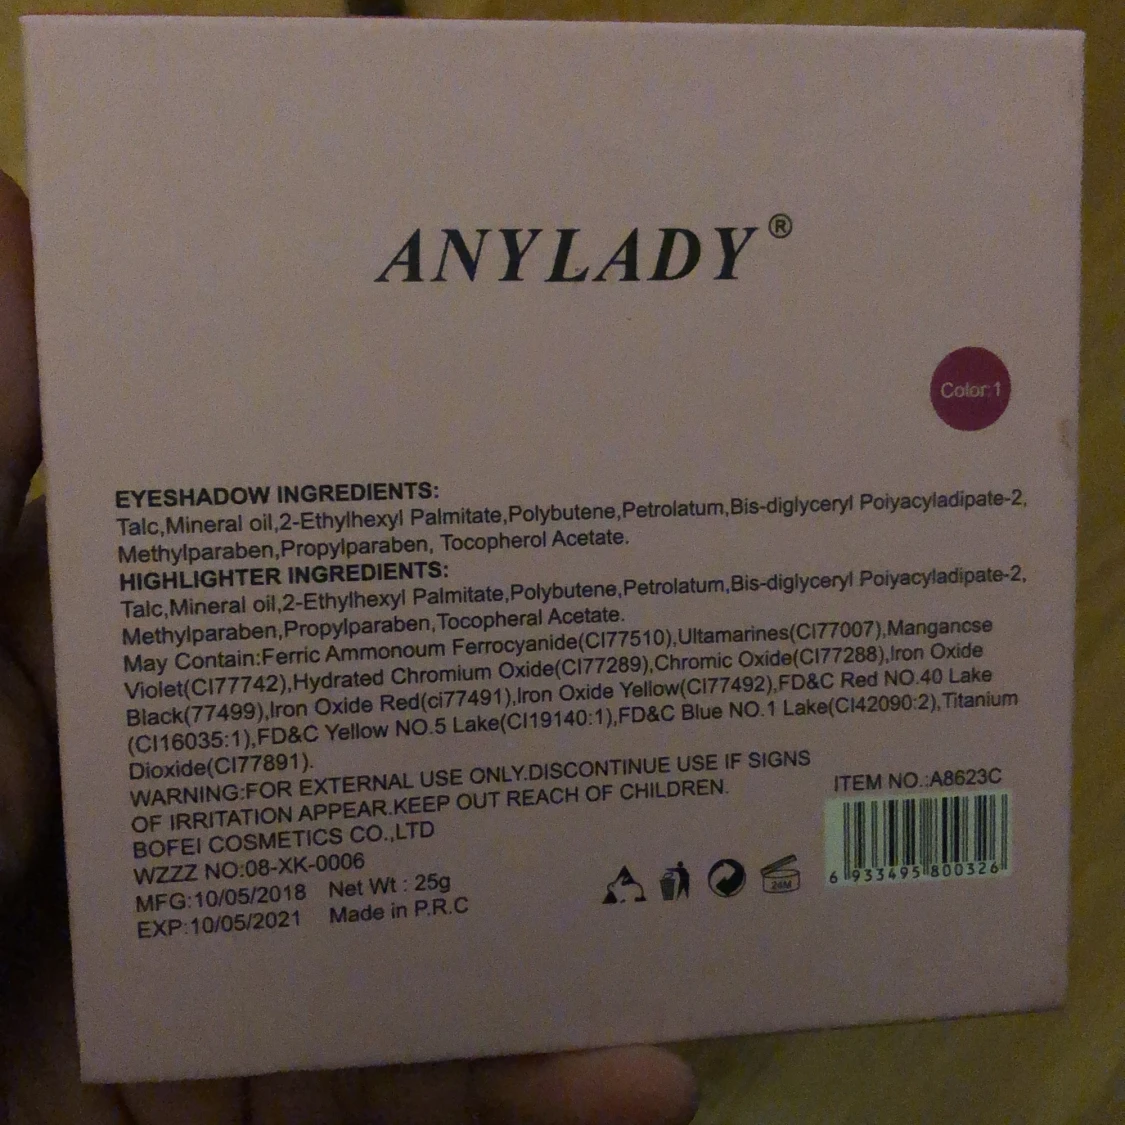 ANYLADY®
Color:1
EYESHADOW INGREDIENTS:
Talc,Mineral oil,2-Ethylhexyl Palmitate,Polybutene,Petrolatum,Bis-diglyceryl Poiyacyladipate-2,
Methylparaben,Propylparaben, Tocopherol Acetate.
HIGHLIGHTER INGREDIENTS:
Talc,Mineral oil,2-Ethylhexyl Palmitate,Polybutene,Petrolatum,Bis-diglyceryl Poiyacyladipate-2,
Methylparaben,Propylparaben,Tocopheral Acetate.
May Contain:Ferric Ammonoum Ferrocyanide(CI77510),Ultamarines(CI77007),Mangancse
Violet(CI77742),Hydrated Chromium Oxide(CI77289),Chromic Oxide(CI77288),Iron Oxide
Black(77499),Iron Oxide Red(ci77491),Iron Oxide Yellow(CI77492),FD&C Red NO.40 Lake
(CI16035:1),FD&C Yellow NO.5 Lake(CI19140:1),FD&C Blue NO.1 Lake(CI42090:2),Titanium
Dioxide(CI77891).
WARNING:FOR EXTERNAL USE ONLY.DISCONTINUE USE IF SIGNS
OF IRRITATION APPEAR.KEEP OUT REACH OF CHILDREN.
BOFEI COSMETICS CO.,LTD
WZZZ NO:08-XK-0006
MFG:10/05/2018 Net Wt : 25g
EXP:10/05/2021 Made in P.R.C
24M
ITEM NO.:A8623C
6 933495 800326